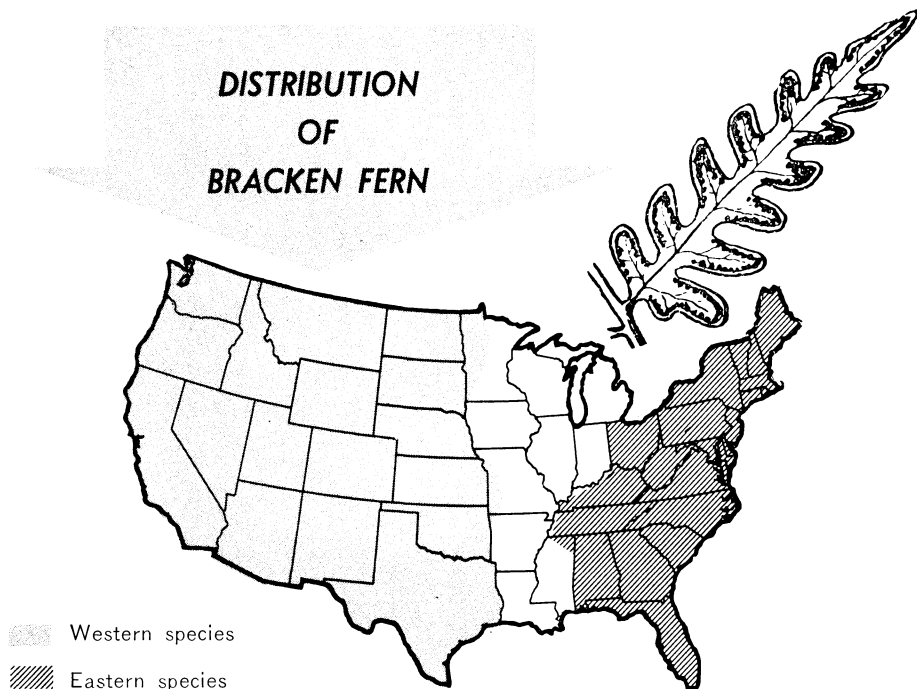 DISTRIBUTION
OF
BRACKEN FERN
Western species
Eastern species